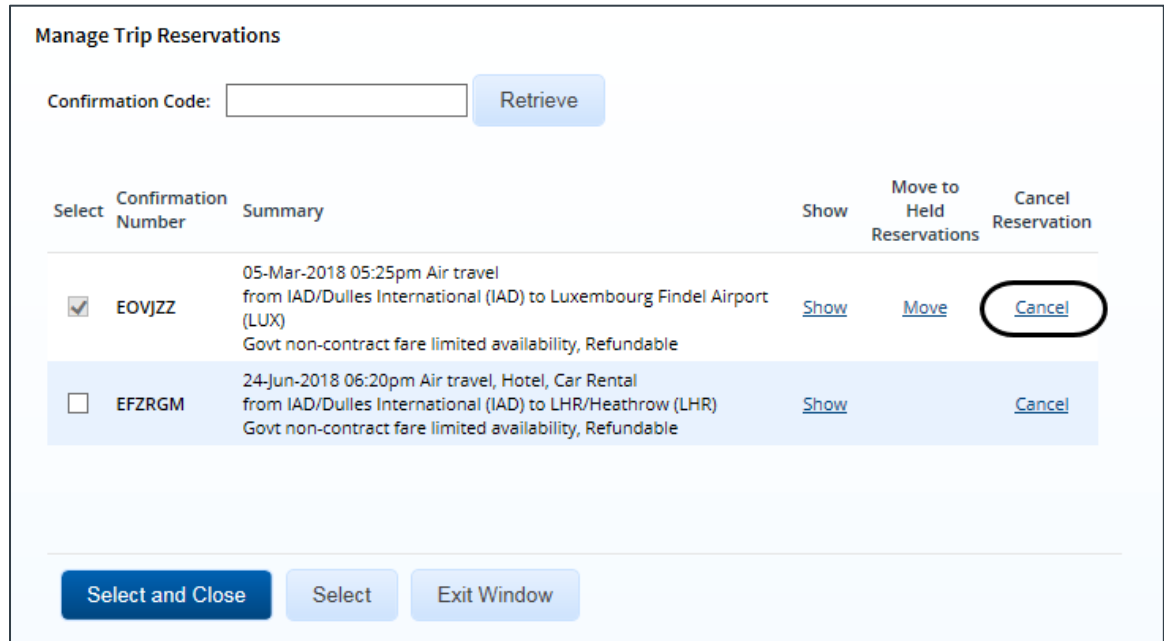 Manage Trip Reservations
Confirmation Code:
Retrieve
Select
Confirmation
Number
Summary
Show
Move to
Held
Reservations
Cancel
Reservation
EOVJZZ
05-Mar-2018 05:25pm Air travel
from IAD/Dulles International (IAD) to Luxembourg Findel Airport
(LUX)
Govt non-contract fare limited availability, Refundable
Show
Move
Cancel
EFZRGM
24-Jun-2018 06:20pm Air travel, Hotel, Car Rental
from IAD/Dulles International (IAD) to LHR/Heathrow (LHR)
Govt non-contract fare limited availability, Refundable
Show
Cancel
Select and Close
Select
Exit Window